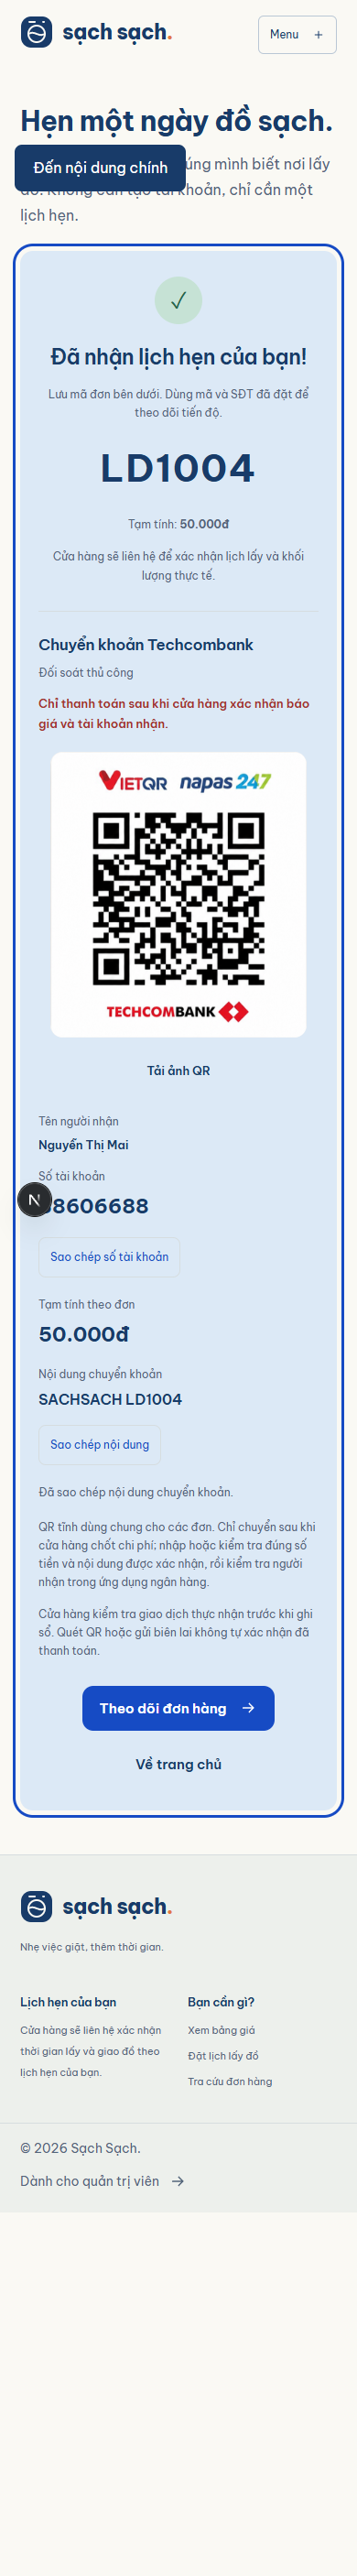 sạch sạch.
Menu +
Hẹn một ngày đồ sạch.
Đến nội dung chính
úng mình biết nơi lấy
khoản, chỉ cần một
lịch hẹn.
Đã nhận lịch hẹn của bạn!
Lưu mã đơn bên dưới. Dùng mã và SĐT đã đặt để
theo dõi tiến độ.
LD1004
Tạm tính: 50.000đ
Cửa hàng sẽ liên hệ để xác nhận lịch lấy và khối
lượng thực tế.
Chuyển khoản Techcombank
Đối soát thủ công
Chỉ thanh toán sau khi cửa hàng xác nhận báo
giá và tài khoản nhận.
VIETQR napas 247
TECHCOMBANK
Tải ảnh QR
Tên người nhận
Nguyễn Thị Mai
Số tài khoản
8606688
Sao chép số tài khoản
Tạm tính theo đơn
50.000đ
Nội dung chuyển khoản
SACHSACH LD1004
Sao chép nội dung
Đã sao chép nội dung chuyển khoản.
QR tĩnh dùng chung cho các đơn. Chỉ chuyển sau khi
cửa hàng chốt chi phí; nhập hoặc kiểm tra đúng số
tiền và nội dung được xác nhận, rồi kiểm tra người
nhận trong ứng dụng ngân hàng.
Cửa hàng kiểm tra giao dịch thực nhận trước khi ghi
sổ. Quét QR hoặc gửi biên lai không tự xác nhận đã
thanh toán.
Theo dõi đơn hàng →
Về trang chủ
sạch sạch.
Nhẹ việc giặt, thêm thời gian.
Lịch hẹn của bạn
Cửa hàng sẽ liên hệ xác nhận
thời gian lấy và giao đồ theo
lịch hẹn của bạn.
Bạn cần gì?
Xem bảng giá
Đặt lịch lấy đồ
Tra cứu đơn hàng
© 2026 Sạch Sạch.
Dành cho quản trị viên →